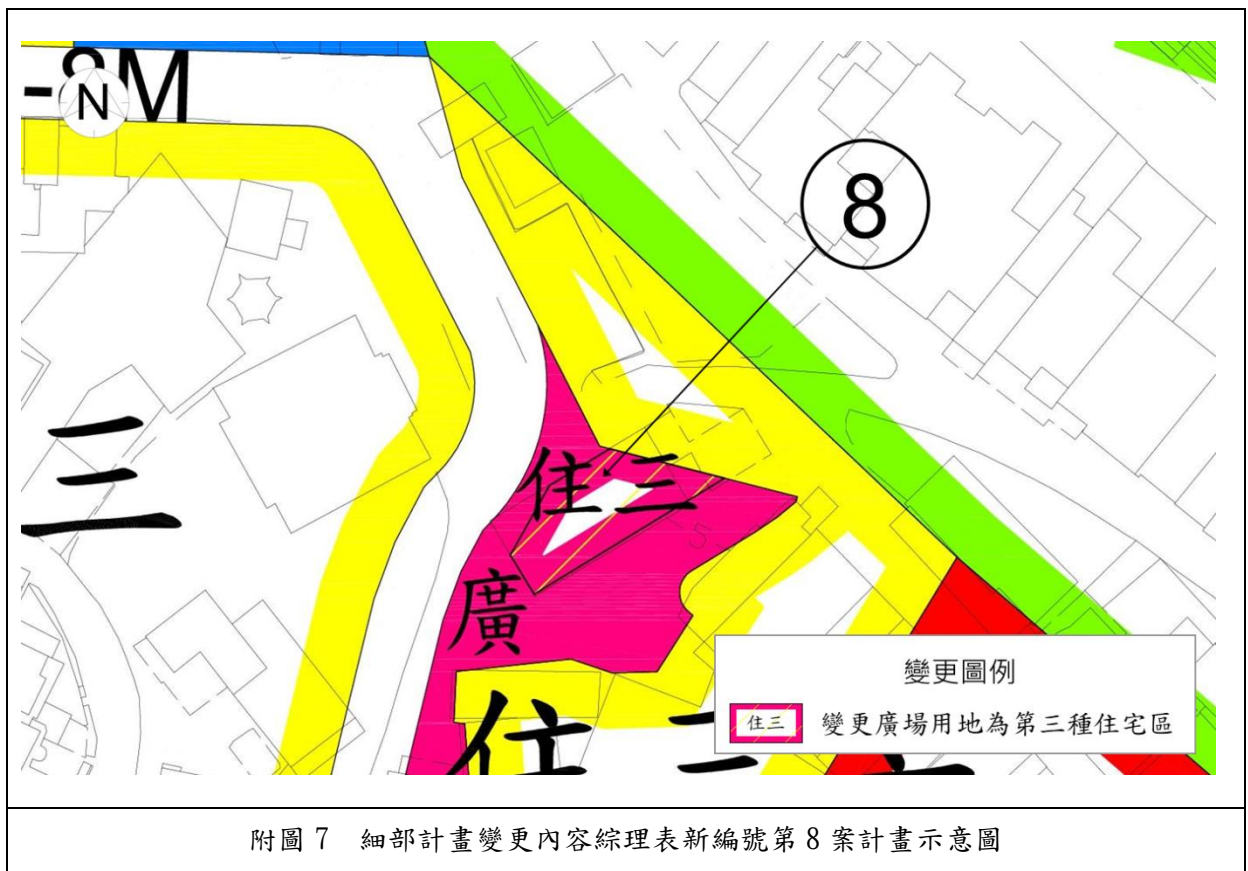 -8M
N
8
三
住三
5
廣
住三
變更圖例
住三 變更廣場用地為第三種住宅區
附圖 7 細部計畫變更內容綜理表新編號第 8 案計畫示意圖